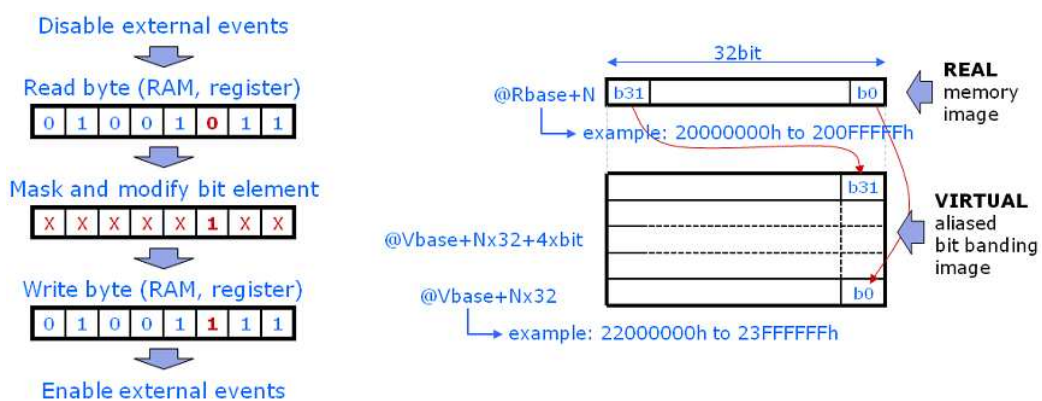 Disable external events
Read byte (RAM, register)
0 1 0 0 1 0 1 1
Mask and modify bit element
X X X X X 1 X X
Write byte (RAM, register)
0 1 0 0 1 1 1 1
Enable external events
32bit
@Rbase+N
b31
b0
REAL
memory
image
example: 20000000h to 200FFFFFh
b31
@Vbase+Nx32+4xbit
VIRTUAL
aliased
bit banding
image
@Vbase+Nx32
b0
example: 22000000h to 23FFFFFFh